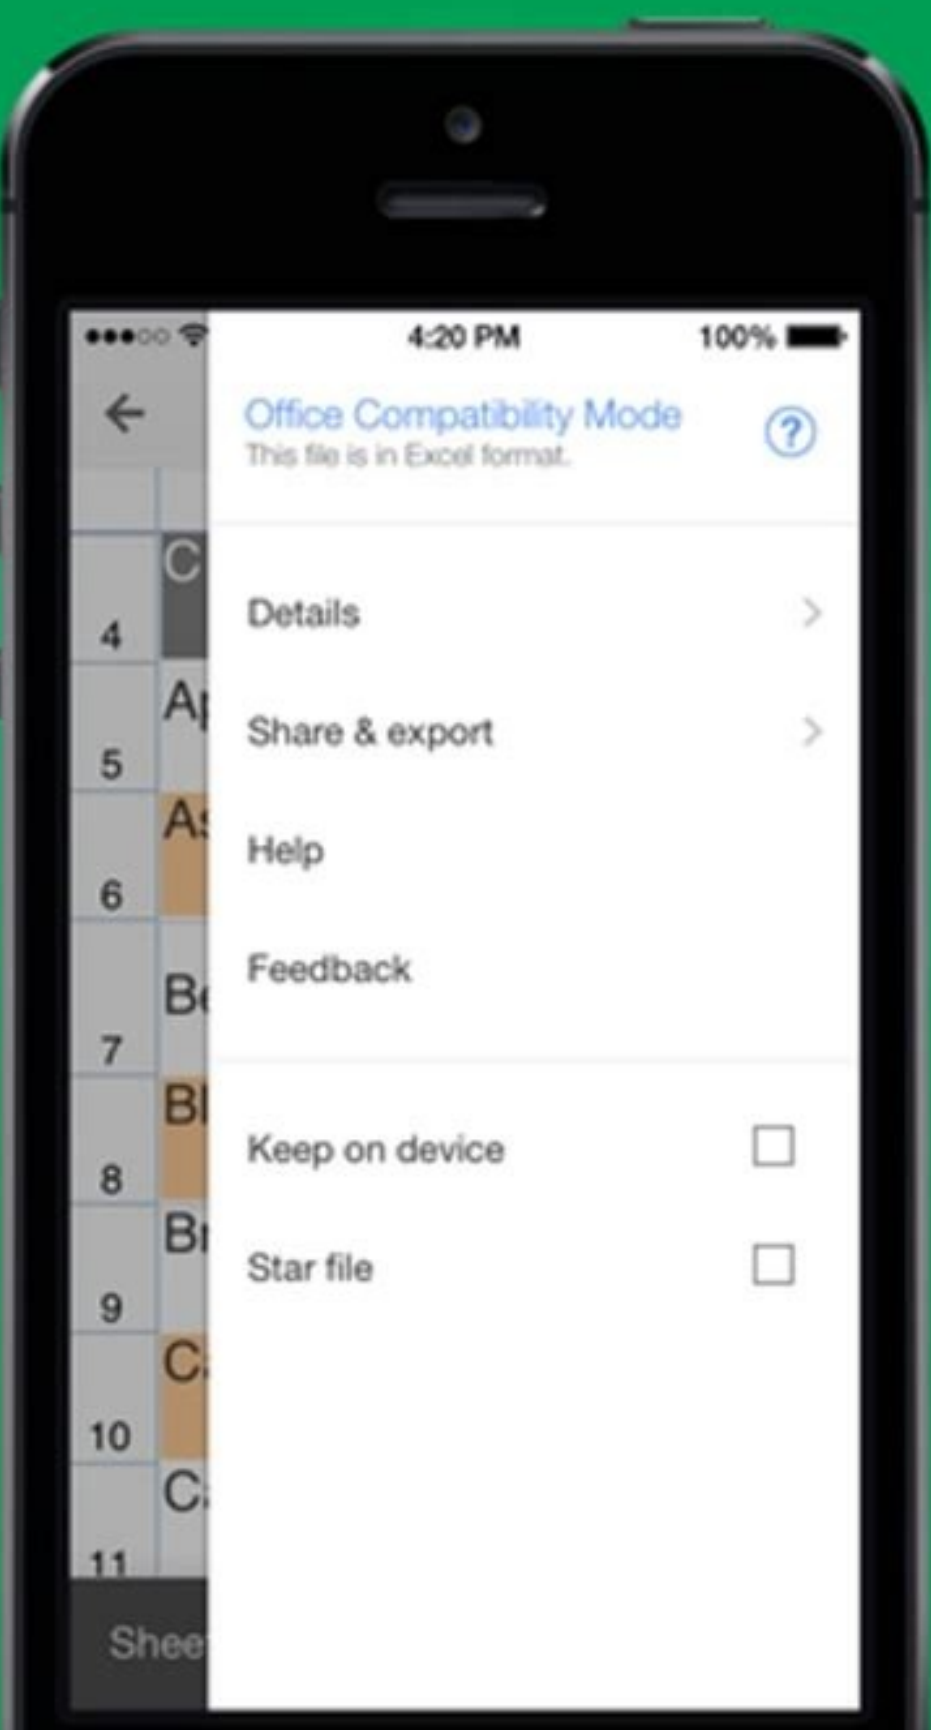 4:20 PM
100%
Office Compatibility Mode
This file is in Excel format.
?
4
C
Details
5
Share & export
6
Help
7
Feedback
8
Keep on device
9
Star file
10
11